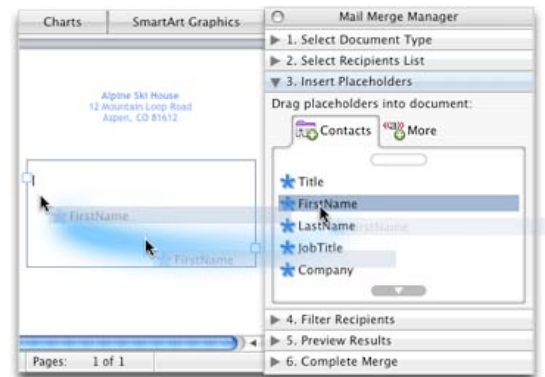 Charts
SmartArt Graphics
Alpine Ski House
12 Mountain Loop Road
Aspen, CO 81612
FirstName
FirstName
Pages: 1 of 1
Mail Merge Manager
1. Select Document Type
2. Select Recipients List
3. Insert Placeholders
Drag placeholders into document:
Contacts
«a» More
Title
FirstName
LastName
FirstName
JobTitle
Company
4. Filter Recipients
5. Preview Results
6. Complete Merge